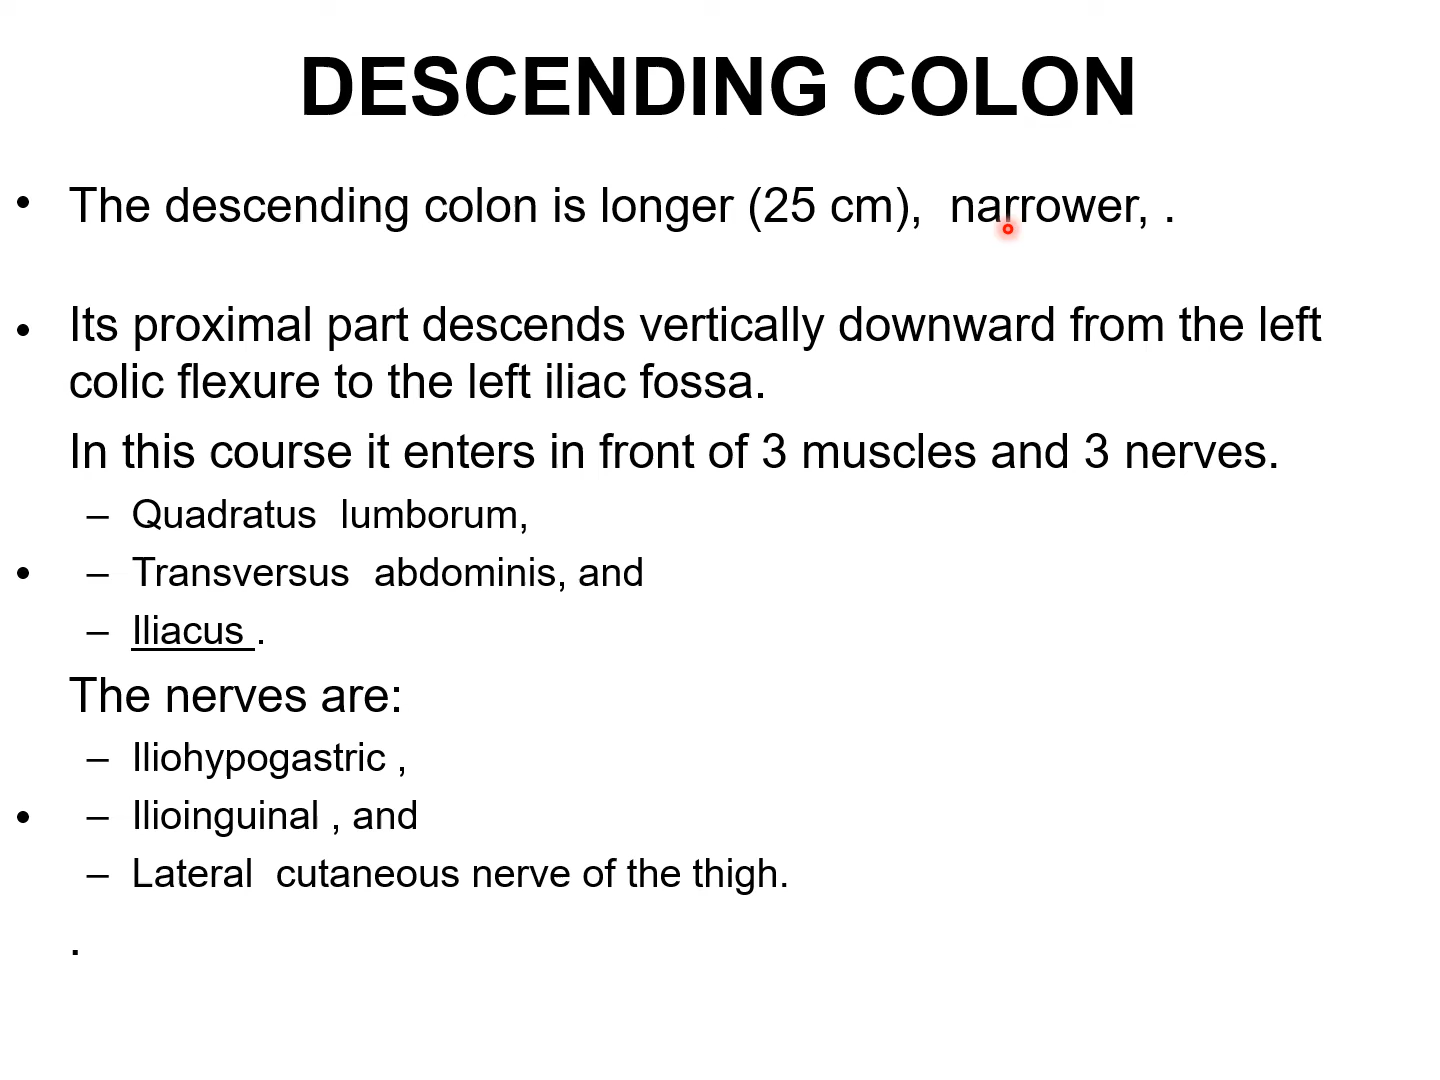 DESCENDING COLON
• The descending colon is longer (25 cm),  narrower, .
• Its proximal part descends vertically downward from the left
colic flexure to the left iliac fossa.
In this course it enters in front of 3 muscles and 3 nerves.
– Quadratus  lumborum,
• – Transversus  abdominis, and
– Iliacus .
The nerves are:
– Iliohypogastric ,
• – Ilioinguinal , and
– Lateral  cutaneous nerve of the thigh.
.